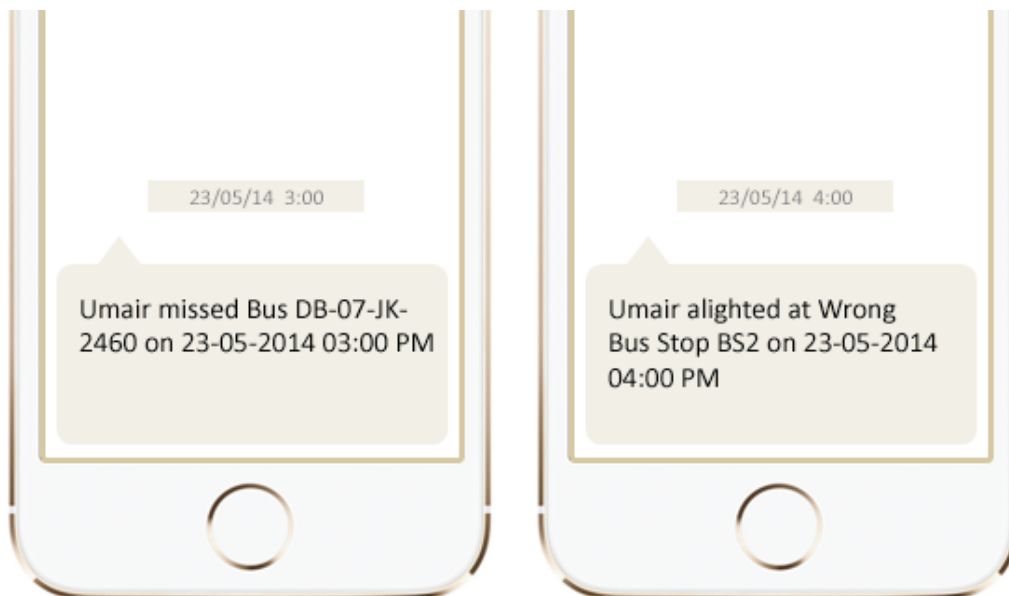 23/05/14 3:00
Umair missed Bus DB-07-JK-
2460 on 23-05-2014 03:00 PM
23/05/14 4:00
Umair alighted at Wrong
Bus Stop BS2 on 23-05-2014
04:00 PM